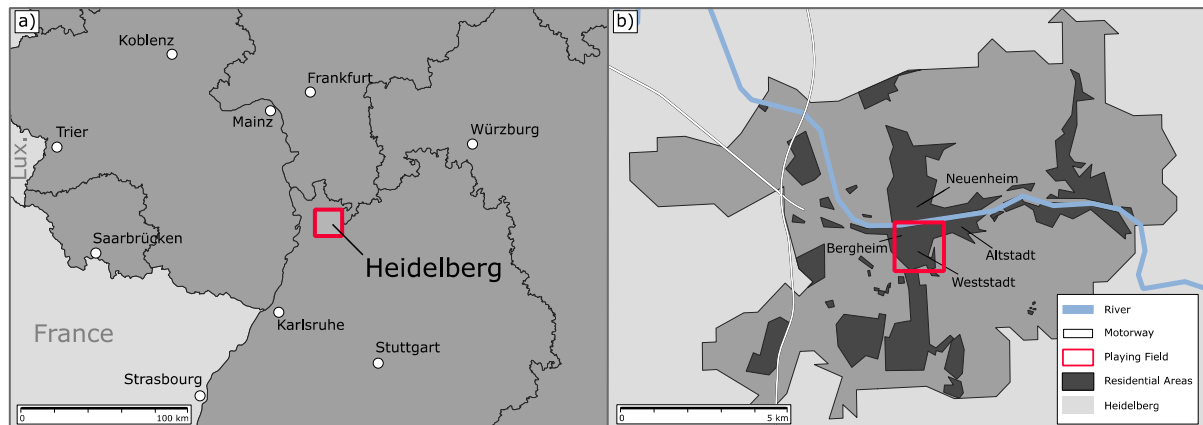 a)
Koblenz
Frankfurt
Mainz
Würzburg
Trier
Lux.
Saarbrücken
Heidelberg
Karlsruhe
France
Stuttgart
Strasbourg
0
100 km
b)
Neuenheim
Bergheim
Altstadt
Weststadt
River
Motorway
Playing Field
Residential Areas
Heidelberg
0
5 km